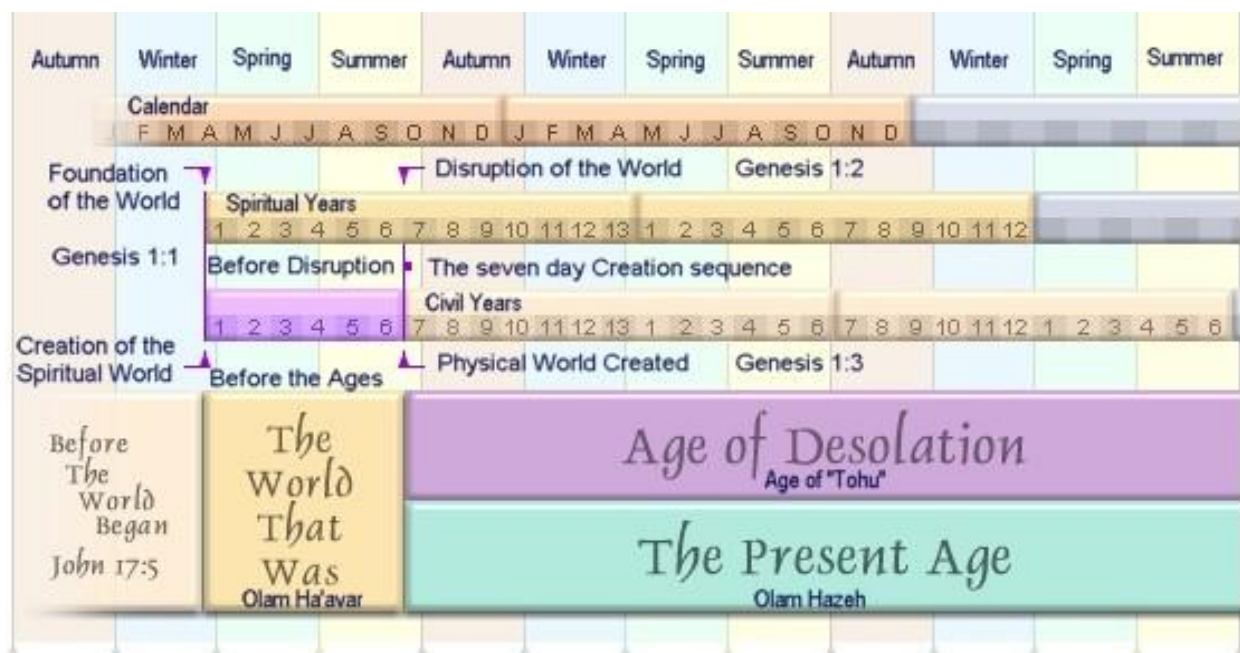 Autumn Winter Spring Summer Autumn Winter Spring Summer Autumn Winter Spring Summer
Calendar
F M A M J J A S O N D J F M A M J J A S O N D
Foundation
of the World
Disruption of the World Genesis 1:2
Spiritual Years
1 2 3 4 5 6 7 8 9 10 11 12 13 1 2 3 4 5 6 7 8 9 10 11 12
Genesis 1:1
Before Disruption
The seven day Creation sequence
Civil Years
1 2 3 4 5 6 7 8 9 10 11 12 13 1 2 3 4 5 6 7 8 9 10 11 12 1 2 3 4 5 6
Creation of the
Spiritual World
Before the Ages
Physical World Created Genesis 1:3
Before
The
World
Began
John 17:5
The
World
That
Was
Olam Ha'avar
Age of Desolation
Age of "Tohu"
The Present Age
Olam Hazeh